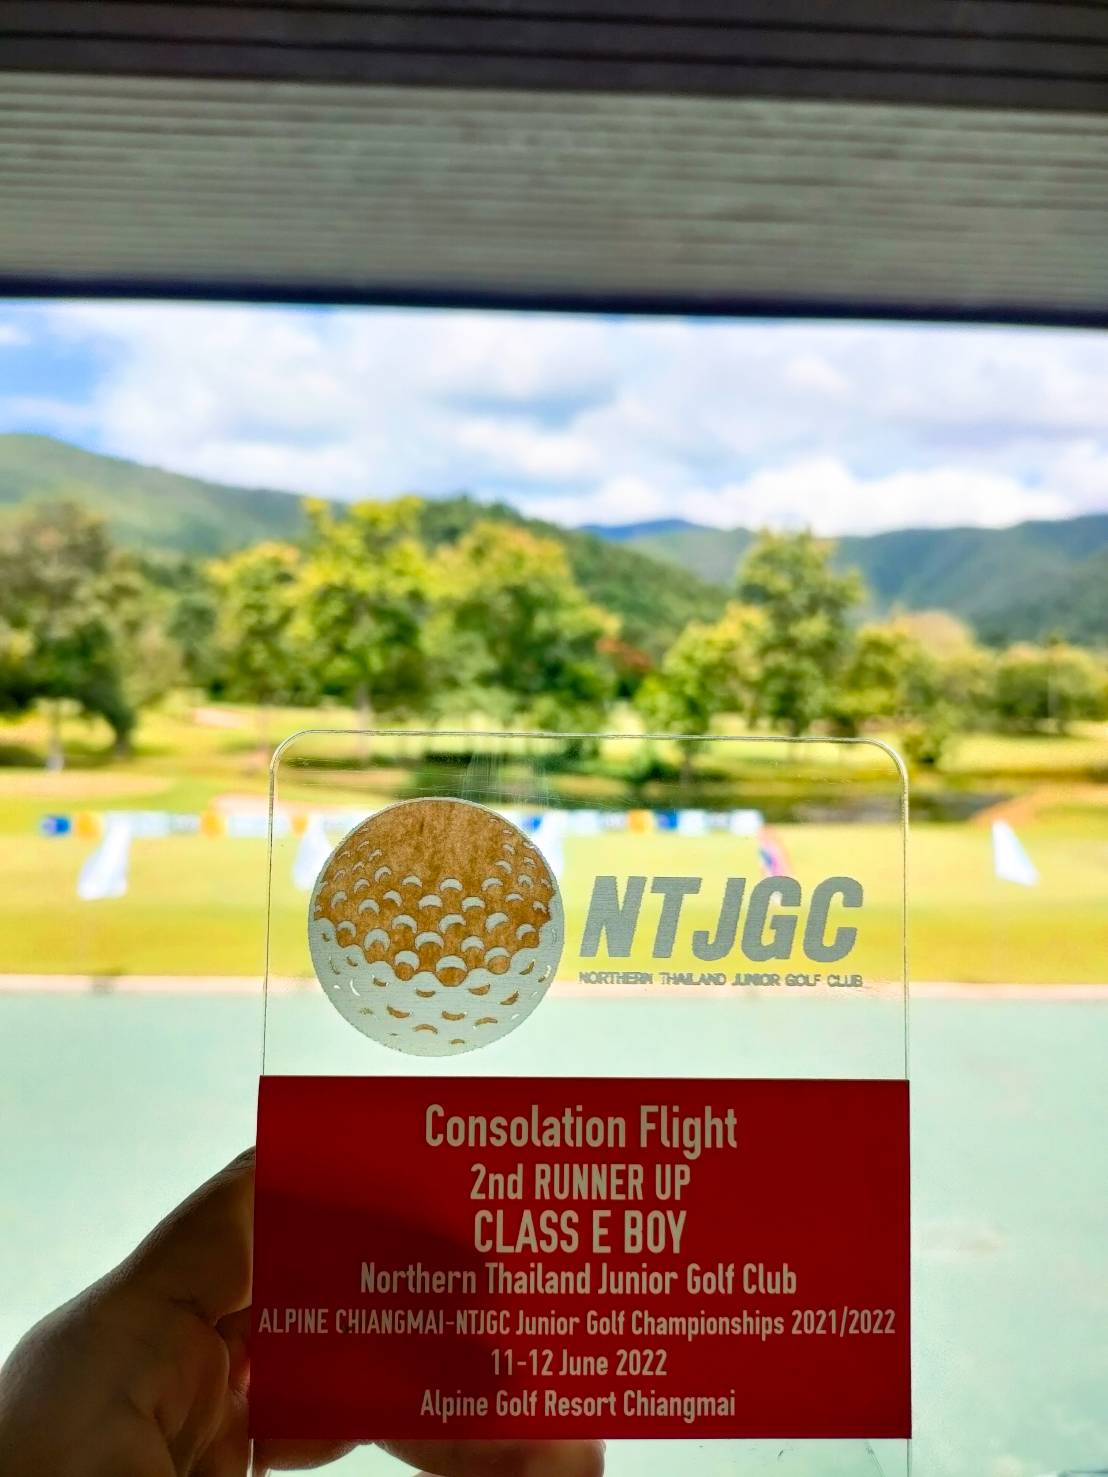 NTJGC
NORTHERN THAILAND JUNIOR GOLF CLUB
Consolation Flight
2nd RUNNER UP
CLASS E BOY
Northern Thailand Junior Golf Club
ALPINE CHIANGMAI-NTJGC Junior Golf Championships 2021/2022
11-12 June 2022
Alpine Golf Resort Chiangmai